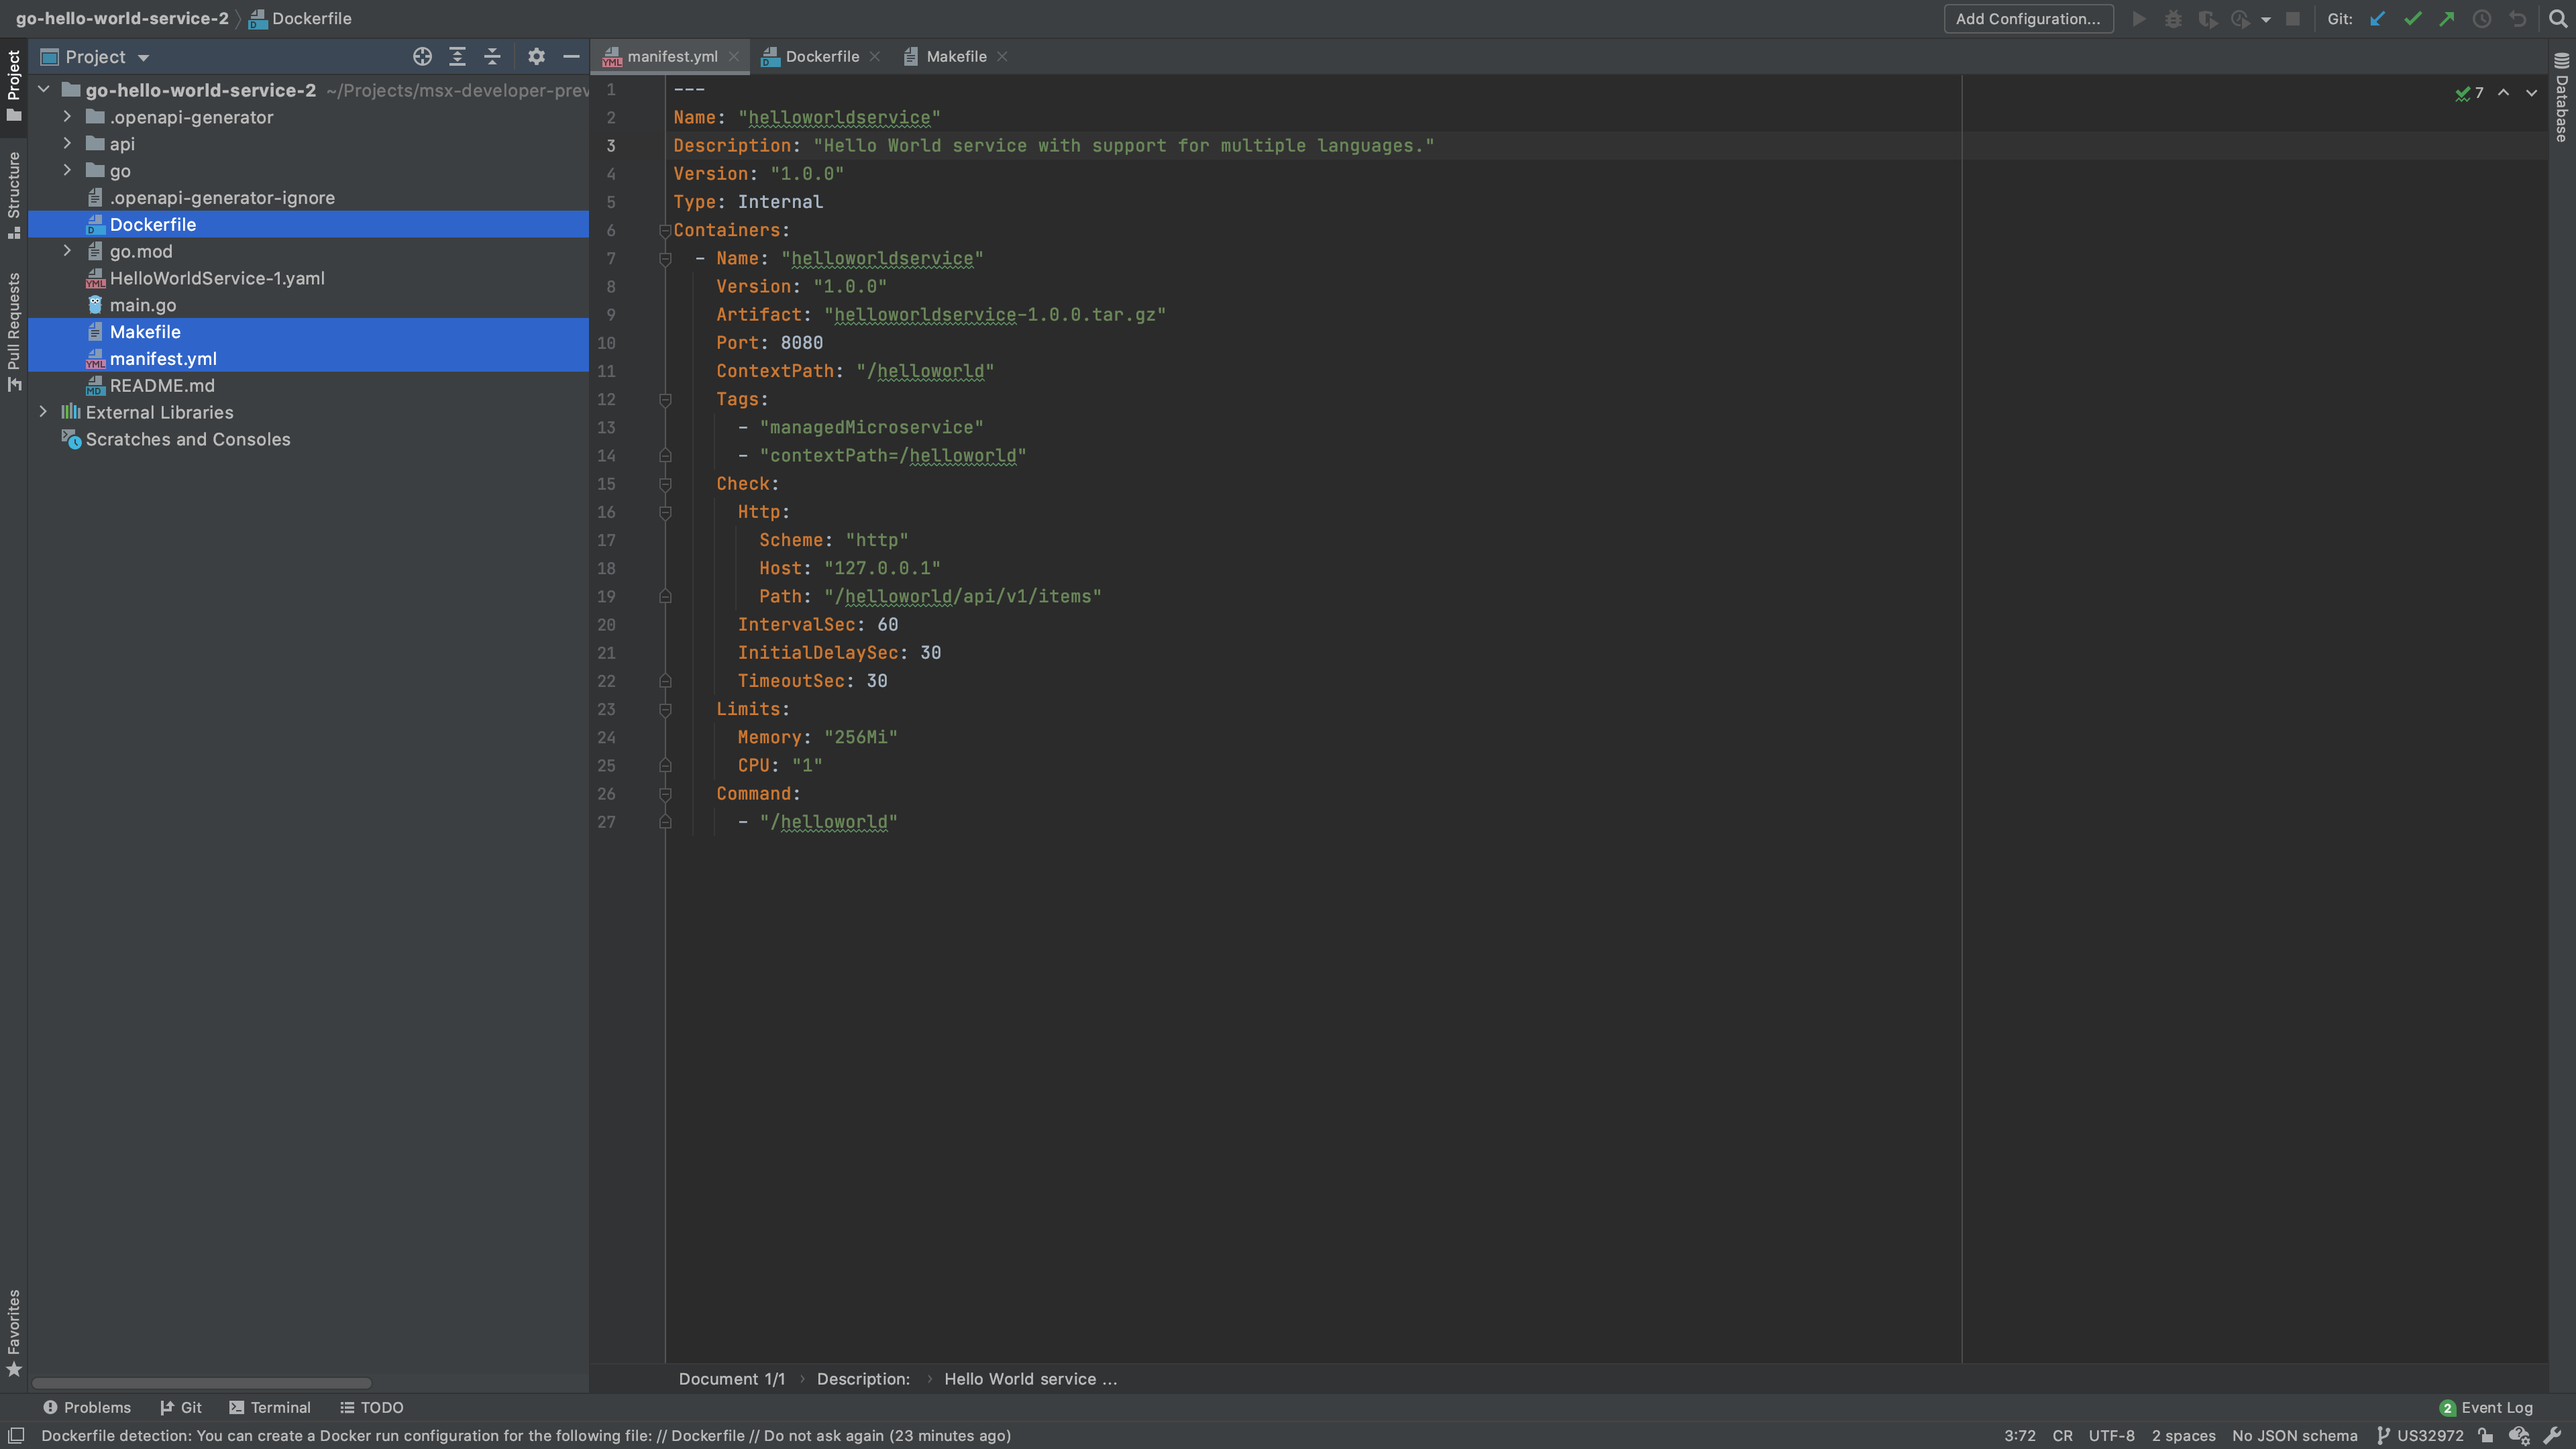 go-hello-world-service-2 Dockerfile
Add Configuration...
Git:
Project
Structure
Pull Requests
Favorites
Project
go-hello-world-service-2 ~/Projects/msx-developer-prev
.openapi-generator
api
go
.openapi-generator-ignore
Dockerfile
go.mod
HelloWorldService-1.yaml
main.go
Makefile
manifest.yml
README.md
External Libraries
Scratches and Consoles
manifest.yml Dockerfile Makefile
7
Database
1 ---
2 Name: "helloworldservice"
3 Description: "Hello World service with support for multiple languages."
4 Version: "1.0.0"
5 Type: Internal
6 Containers:
7 - Name: "helloworldservice"
8 Version: "1.0.0"
9 Artifact: "helloworldservice-1.0.0.tar.gz"
10 Port: 8080
11 ContextPath: "/helloworld"
12 Tags:
13 - "managedMicroservice"
14 - "contextPath=/helloworld"
15 Check:
16 Http:
17 Scheme: "http"
18 Host: "127.0.0.1"
19 Path: "/helloworld/api/v1/items"
20 IntervalSec: 60
21 InitialDelaySec: 30
22 TimeoutSec: 30
23 Limits:
24 Memory: "256Mi"
25 CPU: "1"
26 Command:
27 - "/helloworld"
Document 1/1 › Description: › Hello World service ...
Problems Git Terminal TODO
2 Event Log
Dockerfile detection: You can create a Docker run configuration for the following file: // Dockerfile // Do not ask again (23 minutes ago)
3:72 CR UTF-8 2 spaces No JSON schema US32972